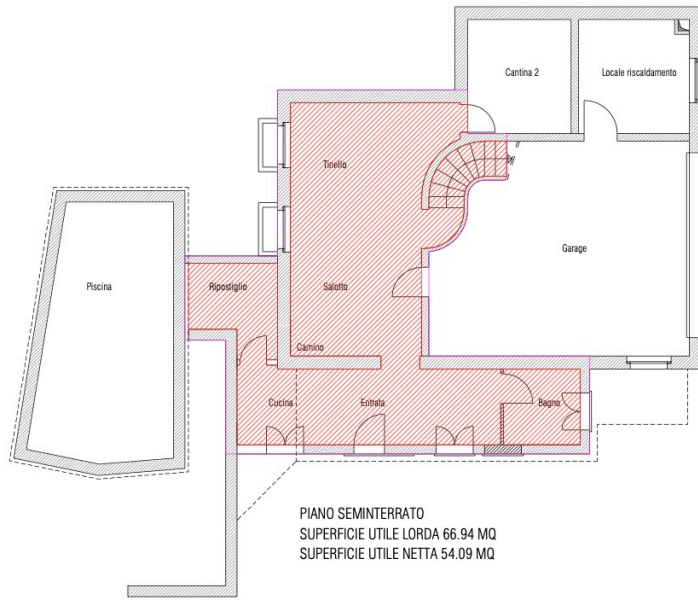 Cantina 2
Locale riscaldamento
Tinello
Garage
Piscina
Ripostiglio
Salotto
Camino
Cucina
Entrata
Bagno
PIANO SEMINTERRATO
SUPERFICIE UTILE LORDA 66.94 MQ
SUPERFICIE UTILE NETTA 54.09 MQ